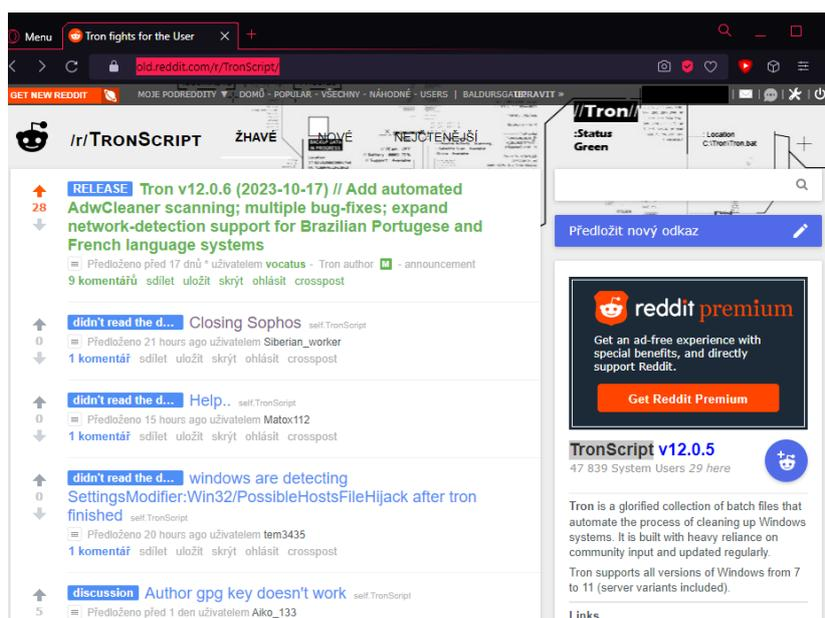 Menu
Tron fights for the User
old.reddit.com/r/TronScript/
GET NEW REDDIT
MOJE PODREDDITY ▼ DOMŮ - POPULAR - VŠECHNY - NÁHODNÉ - USERS | BALDURSGA UPRAVIT »
/r/TRONSCRIPT
ŽHAVÉ NOVÉ NEJČTENĚJŠÍ
//Tron//
:Status
Green
: Location
C:\Tron\Tron.bat
RELEASE Tron v12.0.6 (2023-10-17) // Add automated
AdwCleaner scanning; multiple bug-fixes; expand
network-detection support for Brazilian Portugese and
French language systems
28
Předloženo před 17 dnů * uživatelem vocatus - Tron author M - announcement
9 komentářů sdílet uložit skrýt ohlásit crosspost
didn't read the d... Closing Sophos self.TronScript
0
Předloženo 21 hours ago uživatelem Siberian_worker
1 komentář sdílet uložit skrýt ohlásit crosspost
didn't read the d... Help.. self.TronScript
0
Předloženo 15 hours ago uživatelem Matox112
1 komentář sdílet uložit skrýt ohlásit crosspost
didn't read the d... windows are detecting
SettingsModifier:Win32/PossibleHostsFileHijack after tron
finished self.TronScript
0
Předloženo 20 hours ago uživatelem tem3435
1 komentář sdílet uložit skrýt ohlásit crosspost
discussion Author gpg key doesn't work self.TronScript
5
Předloženo před 1 den uživatelem Aiko_133
Předložit nový odkaz
reddit premium
Get an ad-free experience with
special benefits, and directly
support Reddit.
Get Reddit Premium
TronScript v12.0.5
47 839 System Users 29 here
Tron is a glorified collection of batch files that
automate the process of cleaning up Windows
systems. It is built with heavy reliance on
community input and updated regularly.
Tron supports all versions of Windows from 7
to 11 (server variants included).
Links